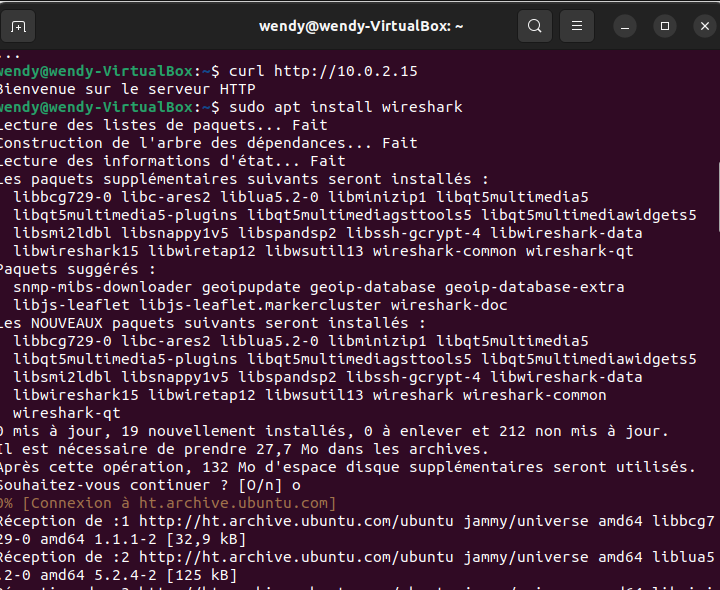 wendy@wendy-VirtualBox: ~
...
wendy@wendy-VirtualBox:~$ curl http://10.0.2.15
Bienvenue sur le serveur HTTP
wendy@wendy-VirtualBox:~$ sudo apt install wireshark
Lecture des listes de paquets... Fait
Construction de l'arbre des dépendances... Fait
Lecture des informations d'état... Fait
Les paquets supplémentaires suivants seront installés :
libbcg729-0 libc-ares2 liblua5.2-0 libminizip1 libqt5multimedia5
libqt5multimedia5-plugins libqt5multimediagsttools5 libqt5multimediawidgets5
libsmi2ldbl libsnappy1v5 libspandsp2 libssh-gcrypt-4 libwireshark-data
libwireshark15 libwiretap12 libwsutil13 wireshark-common wireshark-qt
Paquets suggérés :
snmp-mibs-downloader geoipupdate geoip-database geoip-database-extra
libjs-leaflet libjs-leaflet.markercluster wireshark-doc
Les NOUVEAUX paquets suivants seront installés :
libbcg729-0 libc-ares2 liblua5.2-0 libminizip1 libqt5multimedia5
libqt5multimedia5-plugins libqt5multimediagsttools5 libqt5multimediawidgets5
libsmi2ldbl libsnappy1v5 libspandsp2 libssh-gcrypt-4 libwireshark-data
libwireshark15 libwiretap12 libwsutil13 wireshark wireshark-common
wireshark-qt
0 mis à jour, 19 nouvellement installés, 0 à enlever et 212 non mis à jour.
Il est nécessaire de prendre 27,7 Mo dans les archives.
Après cette opération, 132 Mo d'espace disque supplémentaires seront utilisés.
Souhaitez-vous continuer ? [O/n] o
0% [Connexion à ht.archive.ubuntu.com]
Réception de :1 http://ht.archive.ubuntu.com/ubuntu jammy/universe amd64 libbcg7
29-0 amd64 1.1.1-2 [32,9 kB]
Réception de :2 http://ht.archive.ubuntu.com/ubuntu jammy/universe amd64 liblua5
.2-0 amd64 5.2.4-2 [125 kB]